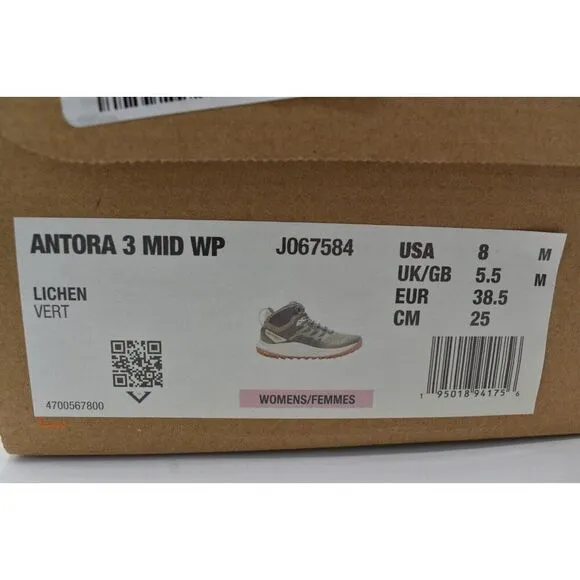 ANTORA 3 MID WP J067584
LICHEN
VERT
4700567800
WOMENS/FEMMES
USA 8 M
UK/GB 5.5 M
EUR 38.5
CM 25
1 95018 94175 6